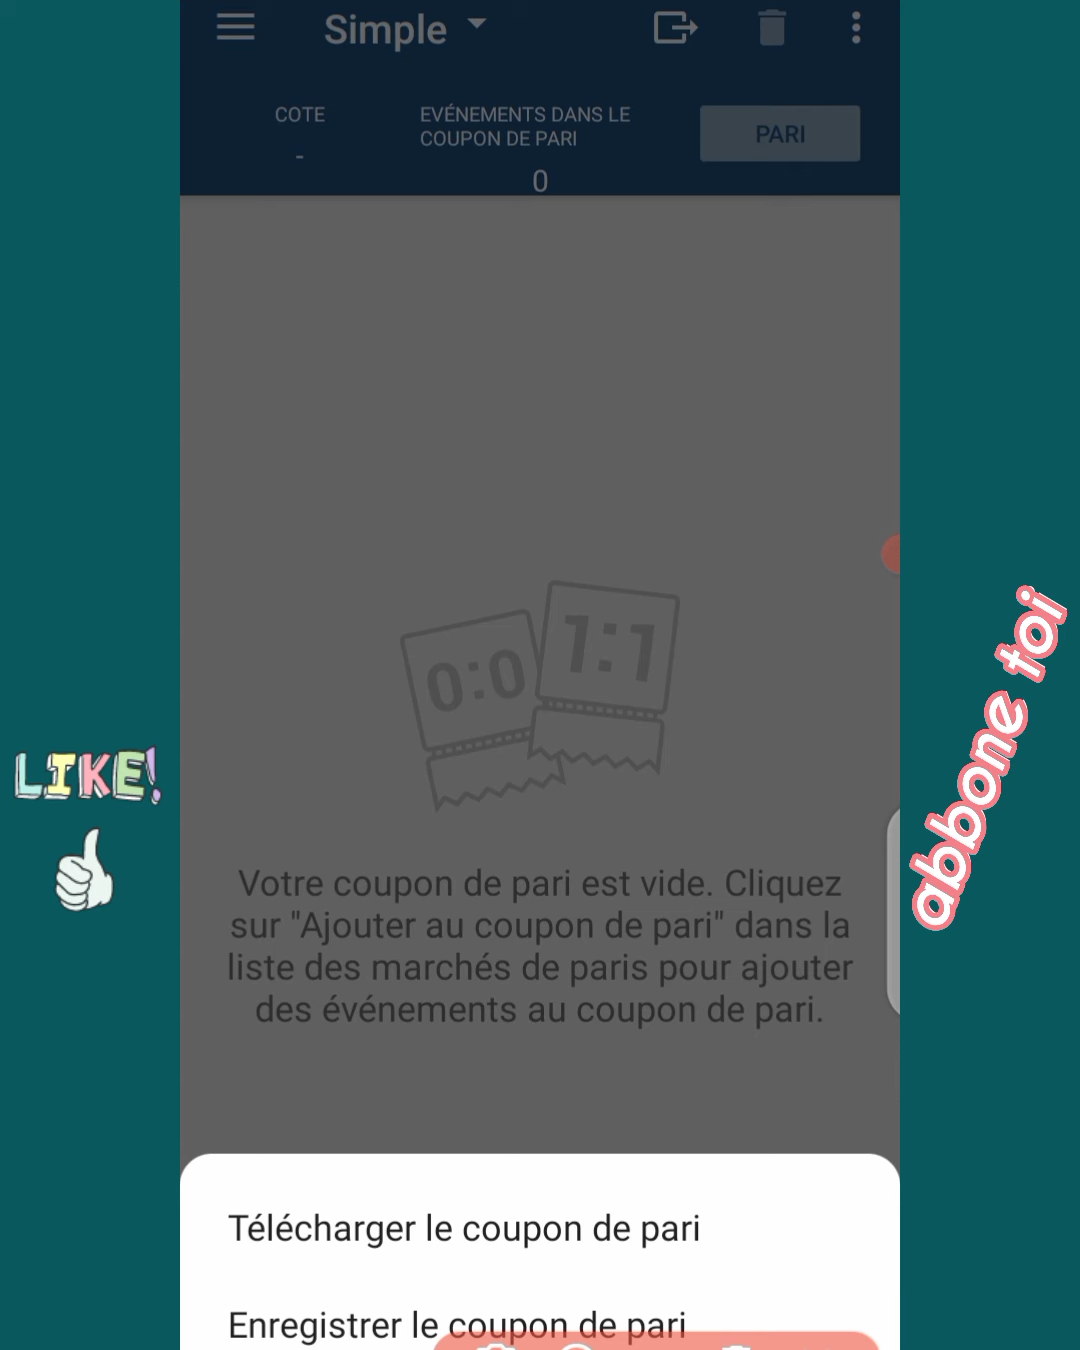 Simple
COTE
-
EVÉNEMENTS DANS LE
COUPON DE PARI
0
PARI
0:0
1:1
LIKE!
abbone toi
Votre coupon de pari est vide. Cliquez
sur "Ajouter au coupon de pari" dans la
liste des marchés de paris pour ajouter
des événements au coupon de pari.
Télécharger le coupon de pari
Enregistrer le coupon de pari